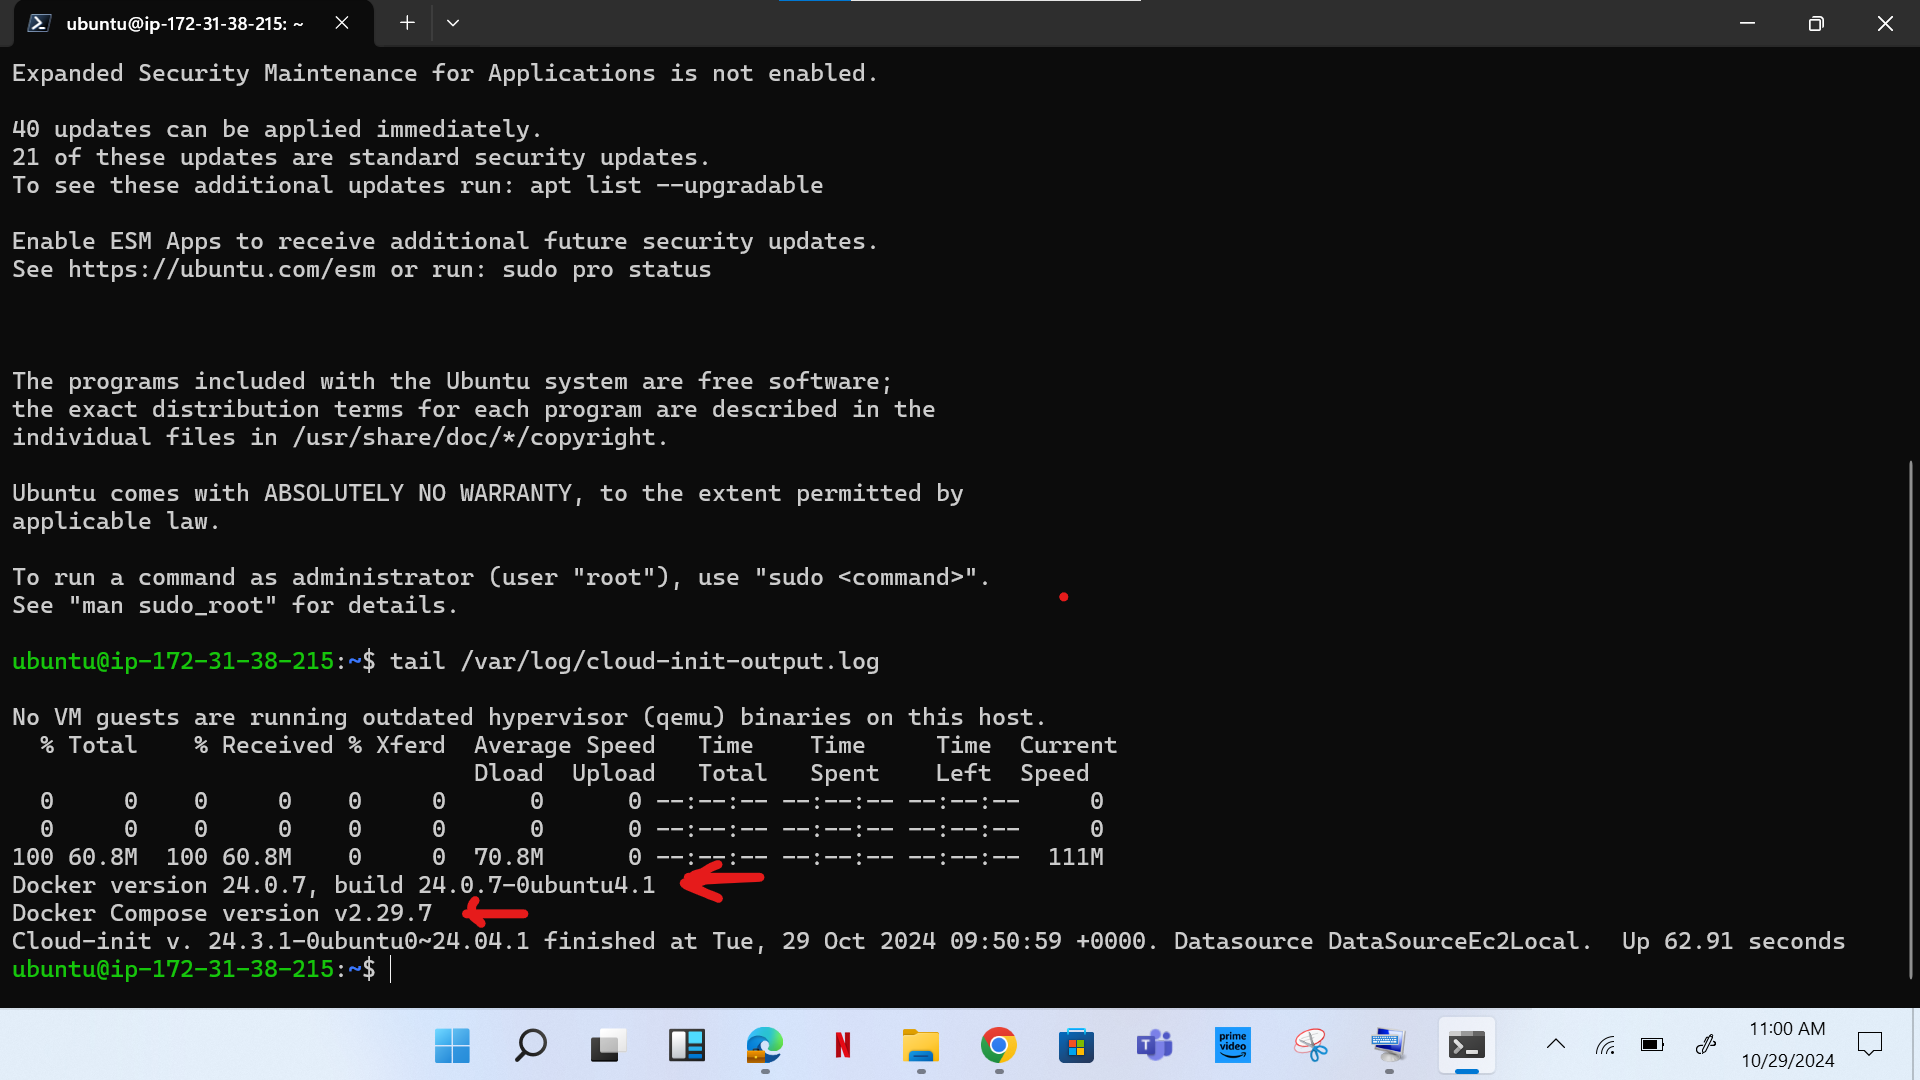 ubuntu@ip-172-31-38-215: ~
Expanded Security Maintenance for Applications is not enabled.
40 updates can be applied immediately.
21 of these updates are standard security updates.
To see these additional updates run: apt list --upgradable
Enable ESM Apps to receive additional future security updates.
See https://ubuntu.com/esm or run: sudo pro status
The programs included with the Ubuntu system are free software;
the exact distribution terms for each program are described in the
individual files in /usr/share/doc/*/copyright.
Ubuntu comes with ABSOLUTELY NO WARRANTY, to the extent permitted by
applicable law.
To run a command as administrator (user "root"), use "sudo <command>".
See "man sudo_root" for details.
ubuntu@ip-172-31-38-215:~$ tail /var/log/cloud-init-output.log
No VM guests are running outdated hypervisor (qemu) binaries on this host.
  % Total    % Received % Xferd  Average Speed   Time    Time     Time  Current
                                 Dload  Upload   Total   Spent    Left  Speed
  0     0    0     0    0     0      0      0 --:--:-- --:--:-- --:--:--     0
  0     0    0     0    0     0      0      0 --:--:-- --:--:-- --:--:--     0
100 60.8M  100 60.8M    0     0  70.8M      0 --:--:-- --:--:-- --:--:--  111M
Docker version 24.0.7, build 24.0.7-0ubuntu4.1
Docker Compose version v2.29.7
Cloud-init v. 24.3.1-0ubuntu0~24.04.1 finished at Tue, 29 Oct 2024 09:50:59 +0000. Datasource DataSourceEc2Local.  Up 62.91 seconds
ubuntu@ip-172-31-38-215:~$
N
T
prime video
11:00 AM
10/29/2024